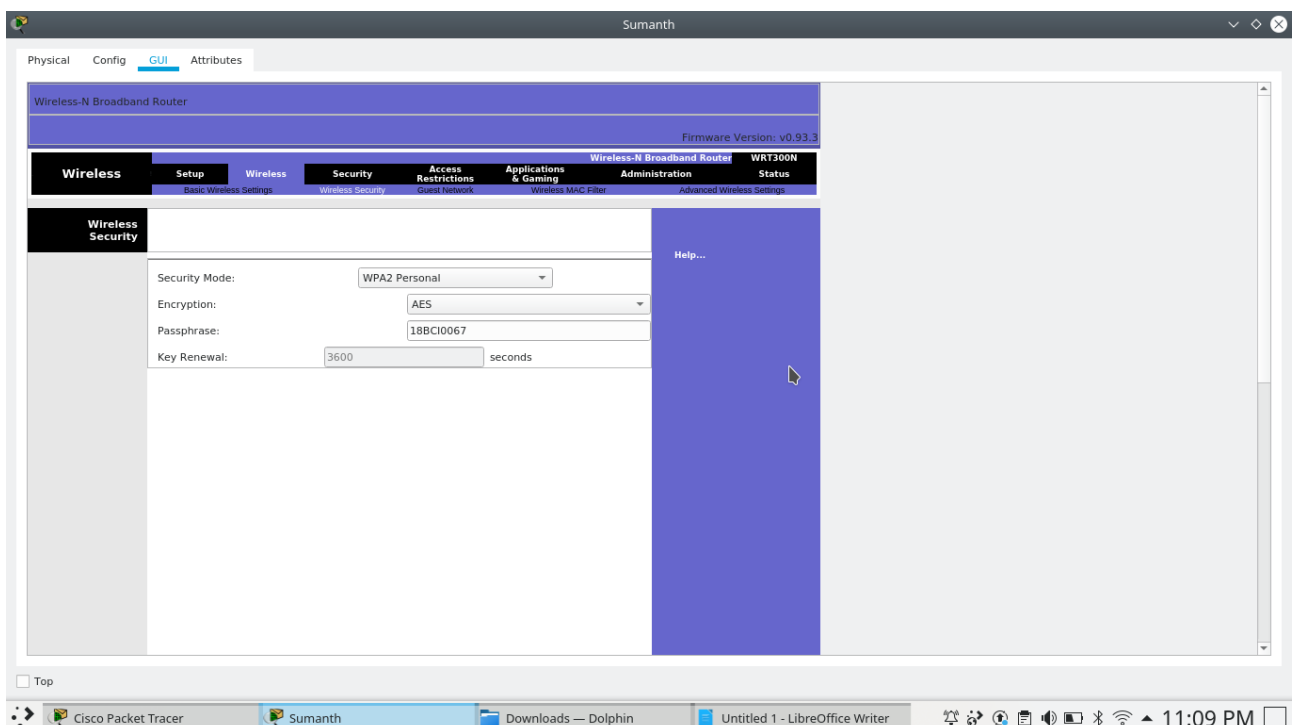 Sumanth
Physical Config GUI Attributes
Wireless-N Broadband Router
Firmware Version: v0.93.3
Wireless-N Broadband Router WRT300N
Wireless
Setup Wireless Security Access Restrictions Applications & Gaming Administration Status
Basic Wireless Settings Wireless Security Guest Network Wireless MAC Filter Advanced Wireless Settings
Wireless
Security
Help...
Security Mode: WPA2 Personal
Encryption: AES
Passphrase: 18BCI0067
Key Renewal: 3600 seconds
Top
Cisco Packet Tracer Sumanth Downloads — Dolphin Untitled 1 - LibreOffice Writer 11:09 PM